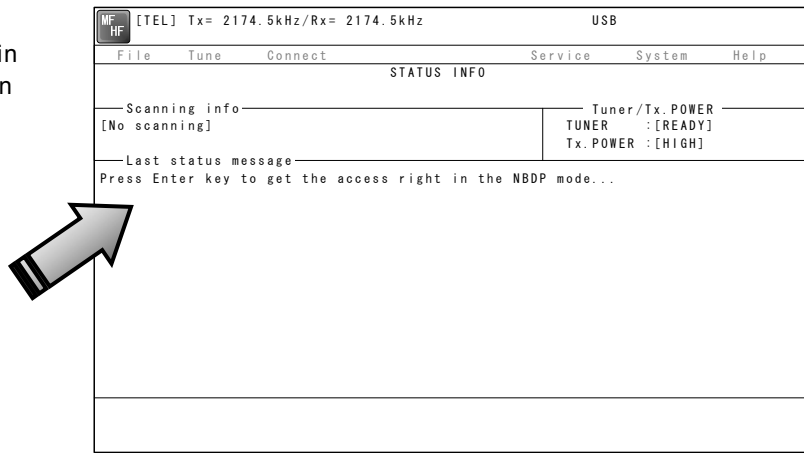 in
n
MF HF [TEL] Tx= 2174.5kHz/Rx= 2174.5kHz USB
File Tune Connect Service System Help
STATUS INFO
Scanning info
[No scanning]
Tuner/Tx.POWER
TUNER :[READY]
Tx.POWER :[HIGH]
Last status message
Press Enter key to get the access right in the NBDP mode...